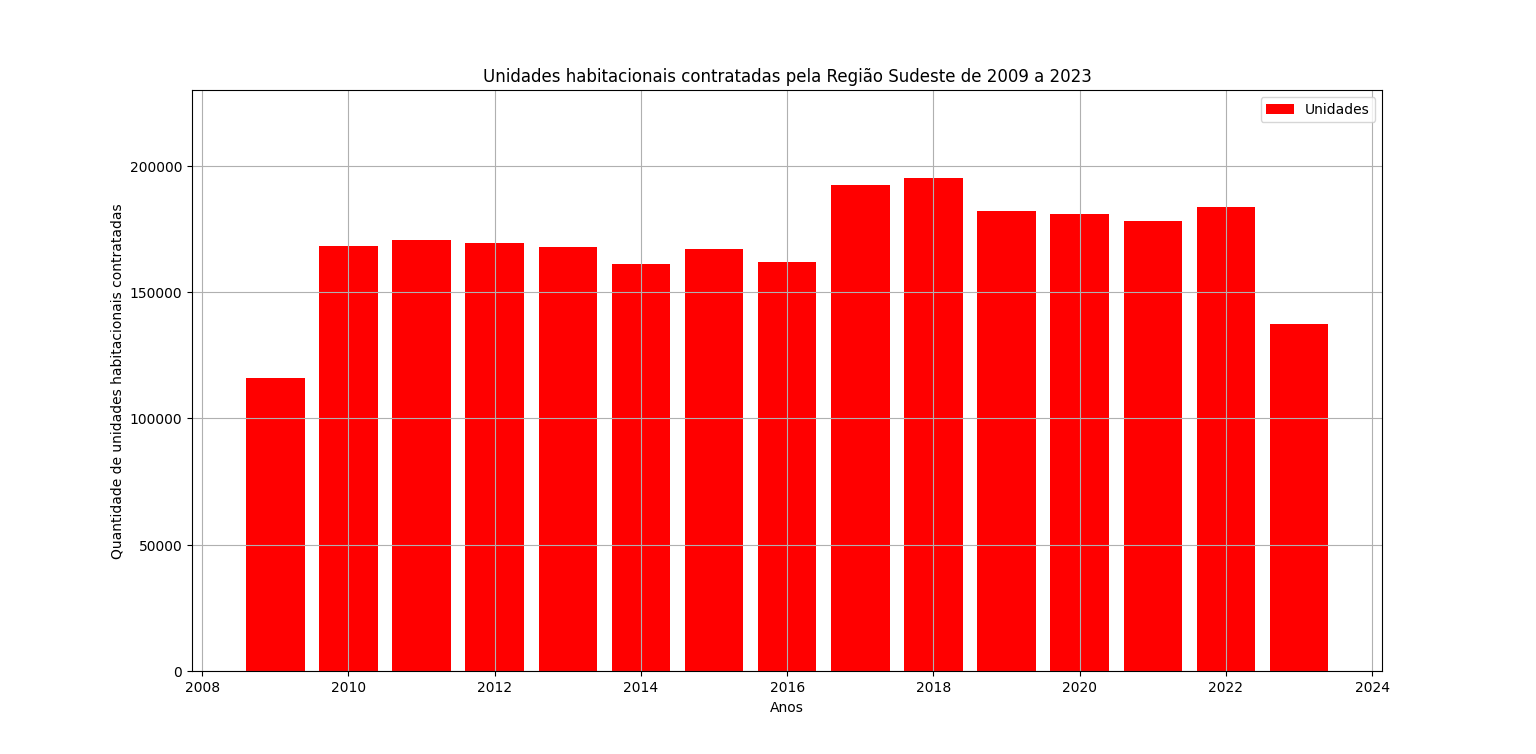 Unidades habitacionais contratadas pela Região Sudeste de 2009 a 2023
Unidades
Quantidade de unidades habitacionais contratadas
200000
150000
100000
50000
0
2008 2010 2012 2014 2016 2018 2020 2022 2024
Anos